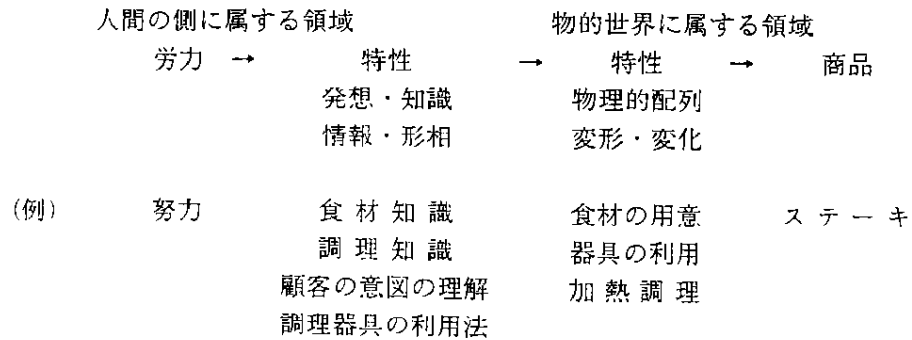 人間の側に属する領域 物的世界に属する領域
労力 → 特性 → 特性 → 商品
発想・知識 物理的配列
情報・形相 変形・変化
(例) 努力 食材知識 食材の用意 ステーキ
調理知識 器具の利用
顧客の意図の理解 加熱調理
調理器具の利用法